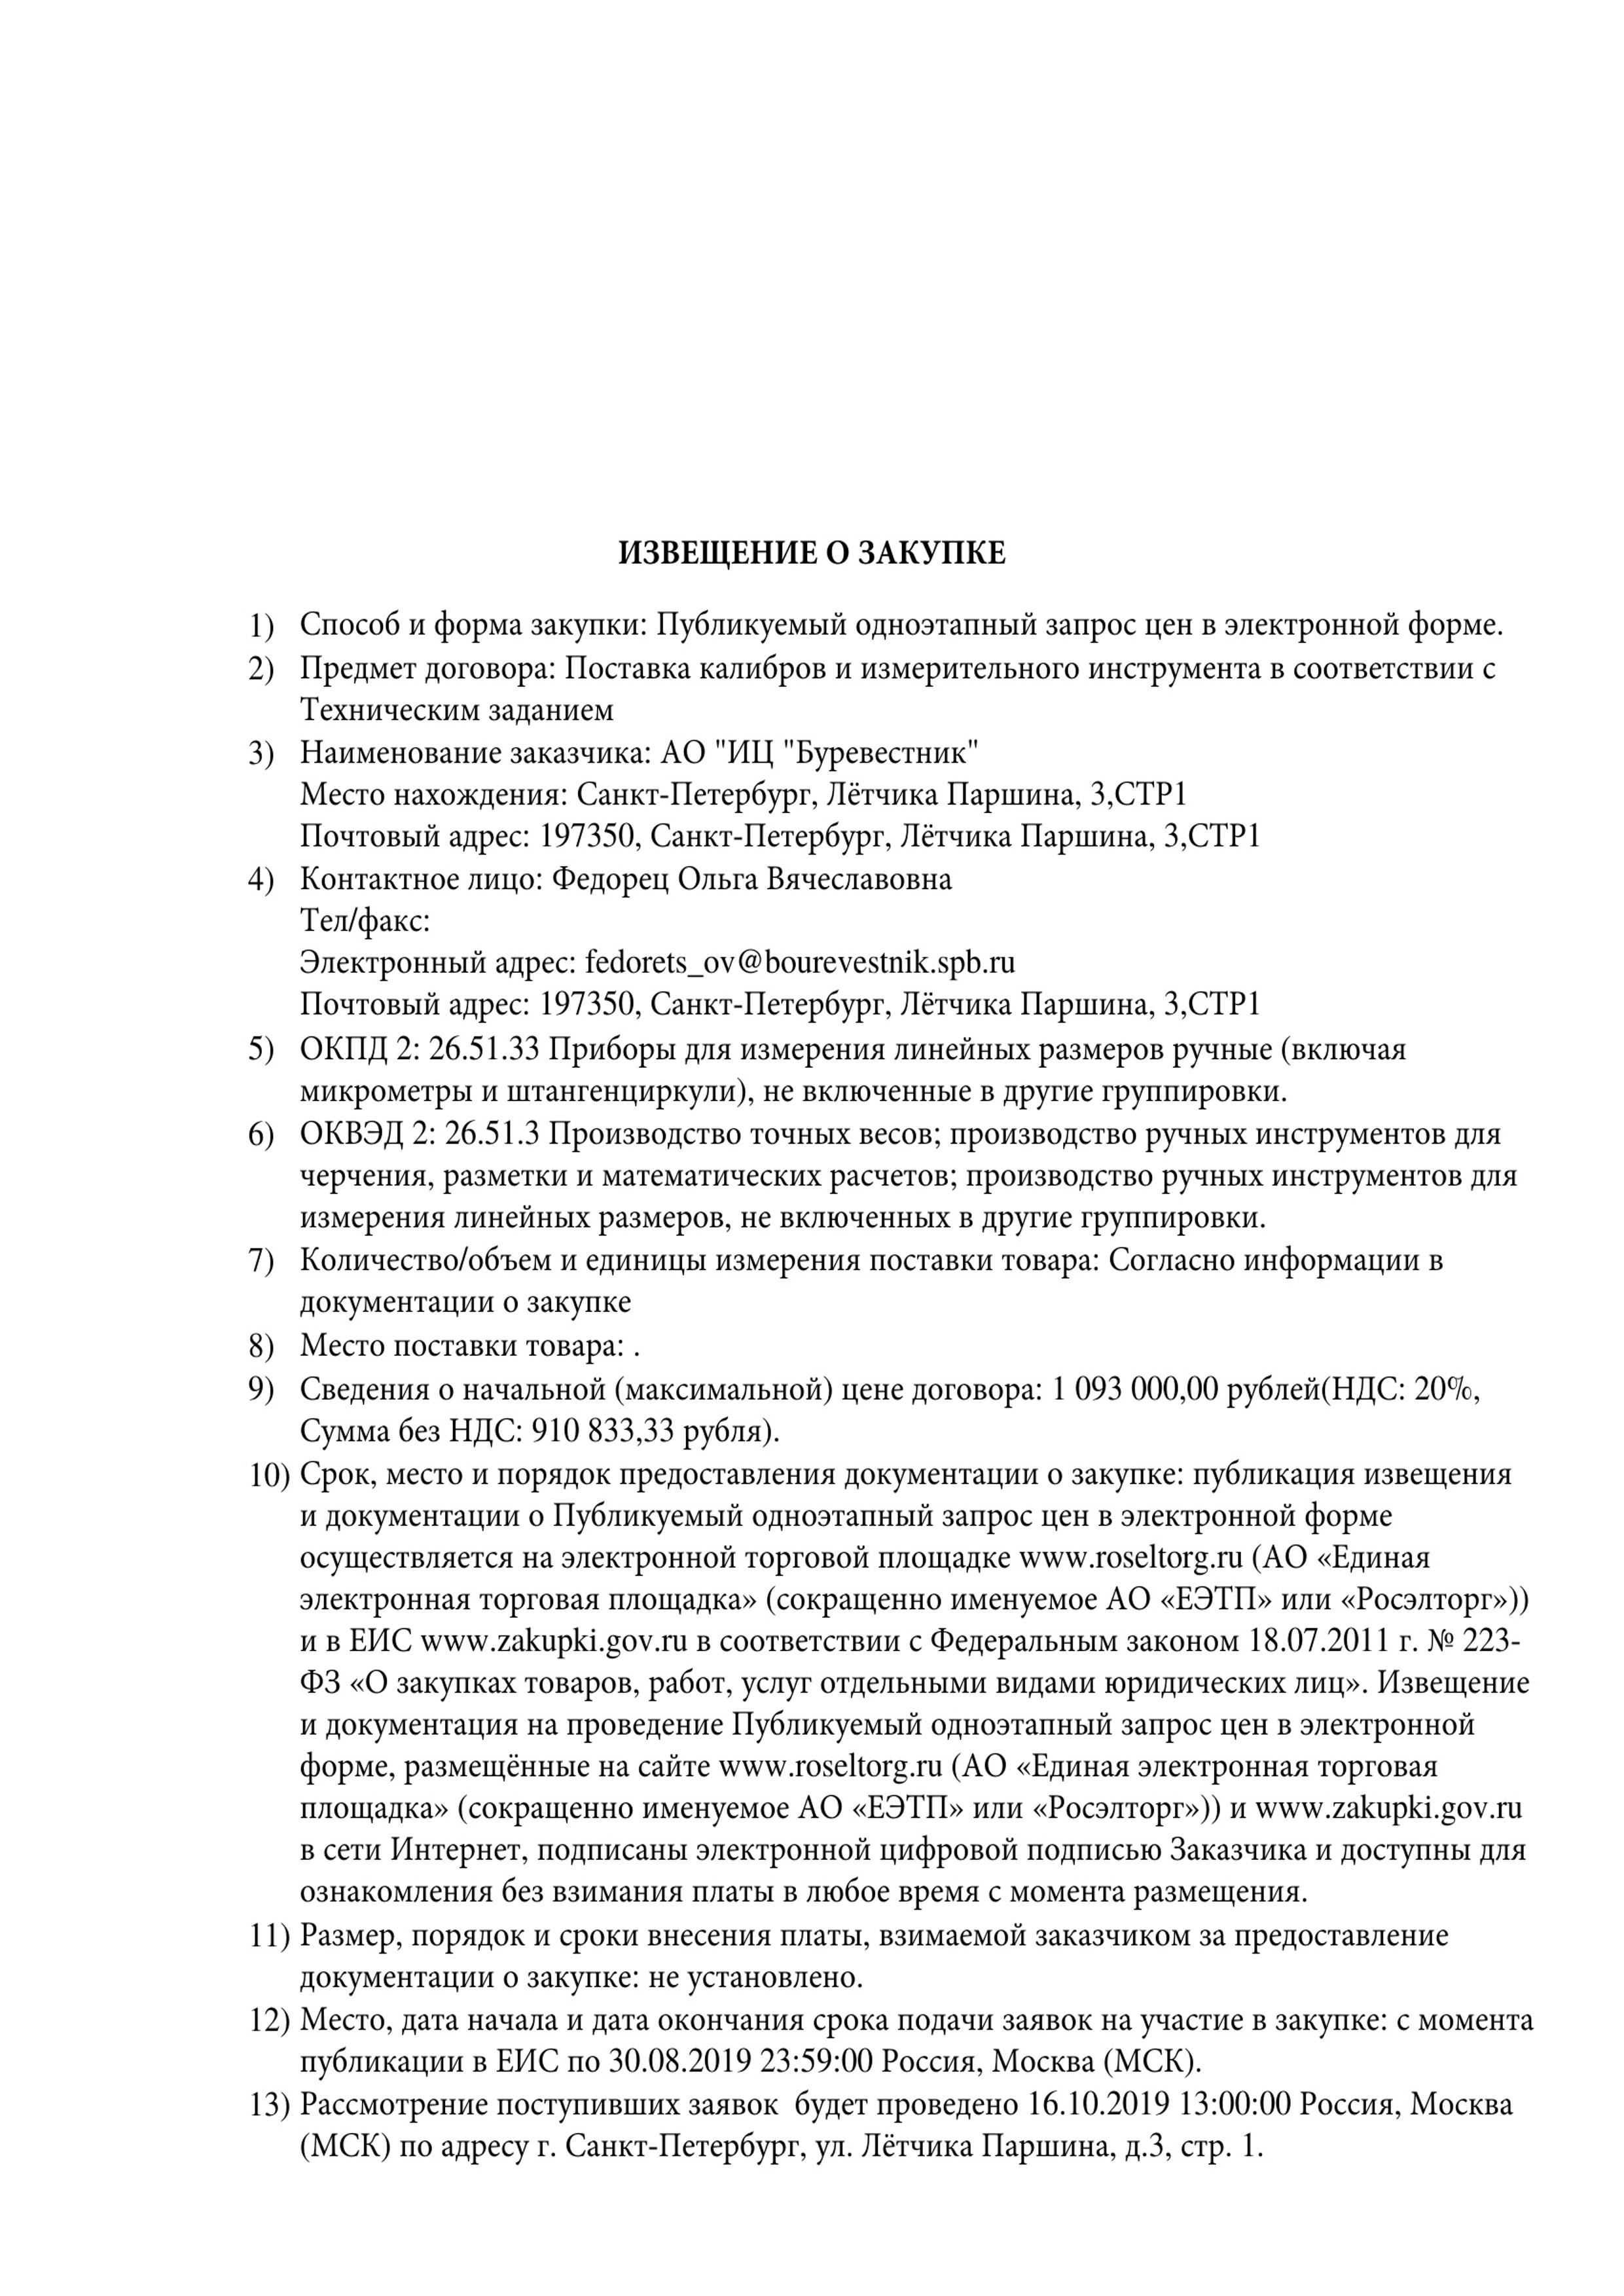 ИЗВЕЩЕНИЕ О ЗАКУПКЕ
1) Способ и форма закупки: Публикуемый одноэтапный запрос цен в электронной форме.
2) Предмет договора: Поставка калибров и измерительного инструмента в соответствии с
Техническим заданием
3) Наименование заказчика: АО "ИЦ "Буревестник"
Место нахождения: Санкт-Петербург, Лётчика Паршина, 3,СТР1
Почтовый адрес: 197350, Санкт-Петербург, Лётчика Паршина, 3,СТР1
4) Контактное лицо: Федорец Ольга Вячеславовна
Тел/факс:
Электронный адрес: fedorets_ov@bourevestnik.spb.ru
Почтовый адрес: 197350, Санкт-Петербург, Лётчика Паршина, 3,СТР1
5) ОКПД 2: 26.51.33 Приборы для измерения линейных размеров ручные (включая
микрометры и штангенциркули), не включенные в другие группировки.
6) ОКВЭД 2: 26.51.3 Производство точных весов; производство ручных инструментов для
черчения, разметки и математических расчетов; производство ручных инструментов для
измерения линейных размеров, не включенных в другие группировки.
7) Количество/объем и единицы измерения поставки товара: Согласно информации в
документации о закупке
8) Место поставки товара: .
9) Сведения о начальной (максимальной) цене договора: 1 093 000,00 рублей(НДС: 20%,
Сумма без НДС: 910 833,33 рубля).
10) Срок, место и порядок предоставления документации о закупке: публикация извещения
и документации о Публикуемый одноэтапный запрос цен в электронной форме
осуществляется на электронной торговой площадке www.roseltorg.ru (АО «Единая
электронная торговая площадка» (сокращенно именуемое АО «ЕЭТП» или «Росэлторг»))
и в ЕИС www.zakupki.gov.ru в соответствии с Федеральным законом 18.07.2011 г. № 223-
ФЗ «О закупках товаров, работ, услуг отдельными видами юридических лиц». Извещение
и документация на проведение Публикуемый одноэтапный запрос цен в электронной
форме, размещённые на сайте www.roseltorg.ru (АО «Единая электронная торговая
площадка» (сокращенно именуемое АО «ЕЭТП» или «Росэлторг»)) и www.zakupki.gov.ru
в сети Интернет, подписаны электронной цифровой подписью Заказчика и доступны для
ознакомления без взимания платы в любое время с момента размещения.
11) Размер, порядок и сроки внесения платы, взимаемой заказчиком за предоставление
документации о закупке: не установлено.
12) Место, дата начала и дата окончания срока подачи заявок на участие в закупке: с момента
публикации в ЕИС по 30.08.2019 23:59:00 Россия, Москва (МСК).
13) Рассмотрение поступивших заявок  будет проведено 16.10.2019 13:00:00 Россия, Москва
(МСК) по адресу г. Санкт-Петербург, ул. Лётчика Паршина, д.3, стр. 1.